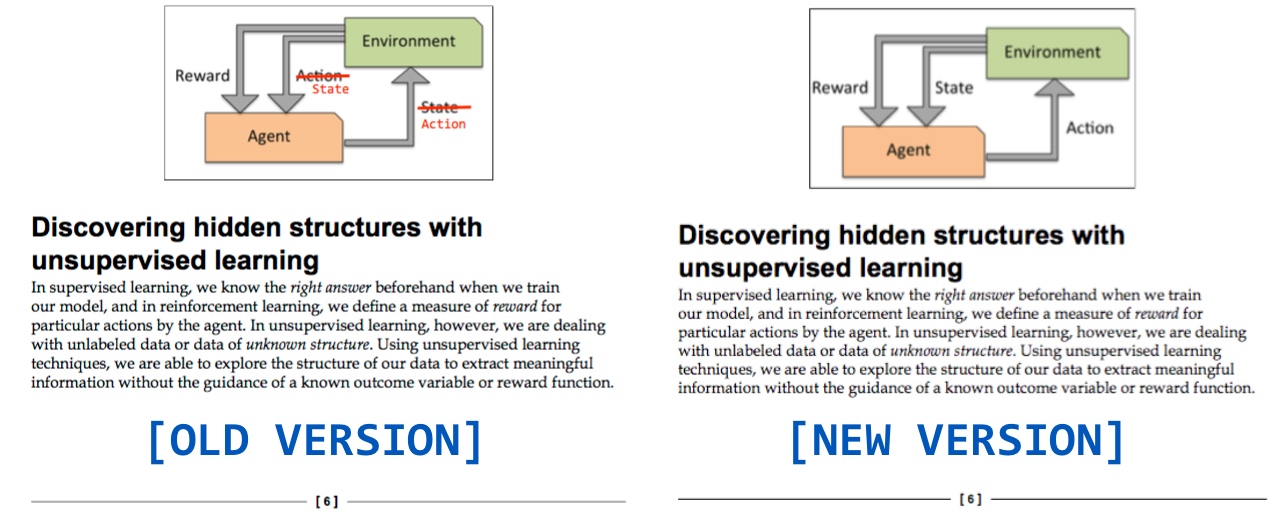 Environment
Reward
Action
State
State
Action
Agent
Discovering hidden structures with
unsupervised learning
In supervised learning, we know the right answer beforehand when we train
our model, and in reinforcement learning, we define a measure of reward for
particular actions by the agent. In unsupervised learning, however, we are dealing
with unlabeled data or data of unknown structure. Using unsupervised learning
techniques, we are able to explore the structure of our data to extract meaningful
information without the guidance of a known outcome variable or reward function.
[OLD VERSION]
[ 6 ]
Environment
Reward
State
Action
Agent
Discovering hidden structures with
unsupervised learning
In supervised learning, we know the right answer beforehand when we train
our model, and in reinforcement learning, we define a measure of reward for
particular actions by the agent. In unsupervised learning, however, we are dealing
with unlabeled data or data of unknown structure. Using unsupervised learning
techniques, we are able to explore the structure of our data to extract meaningful
information without the guidance of a known outcome variable or reward function.
[NEW VERSION]
[ 6 ]